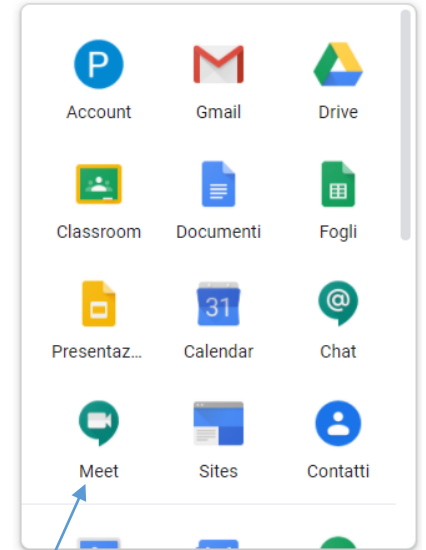 P
Account Gmail Drive
Classroom Documenti Fogli
31
@
Presentaz... Calendar Chat
Meet Sites Contatti